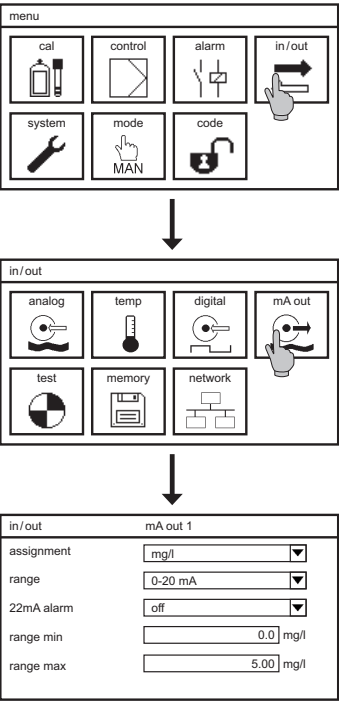 menu
cal control alarm in/out
system mode code
MAN
in/out
analog temp digital mA out
test memory network
in/out mA out 1
assignment mg/l
range 0-20 mA
22mA alarm off
range min 0.0 mg/l
range max 5.00 mg/l